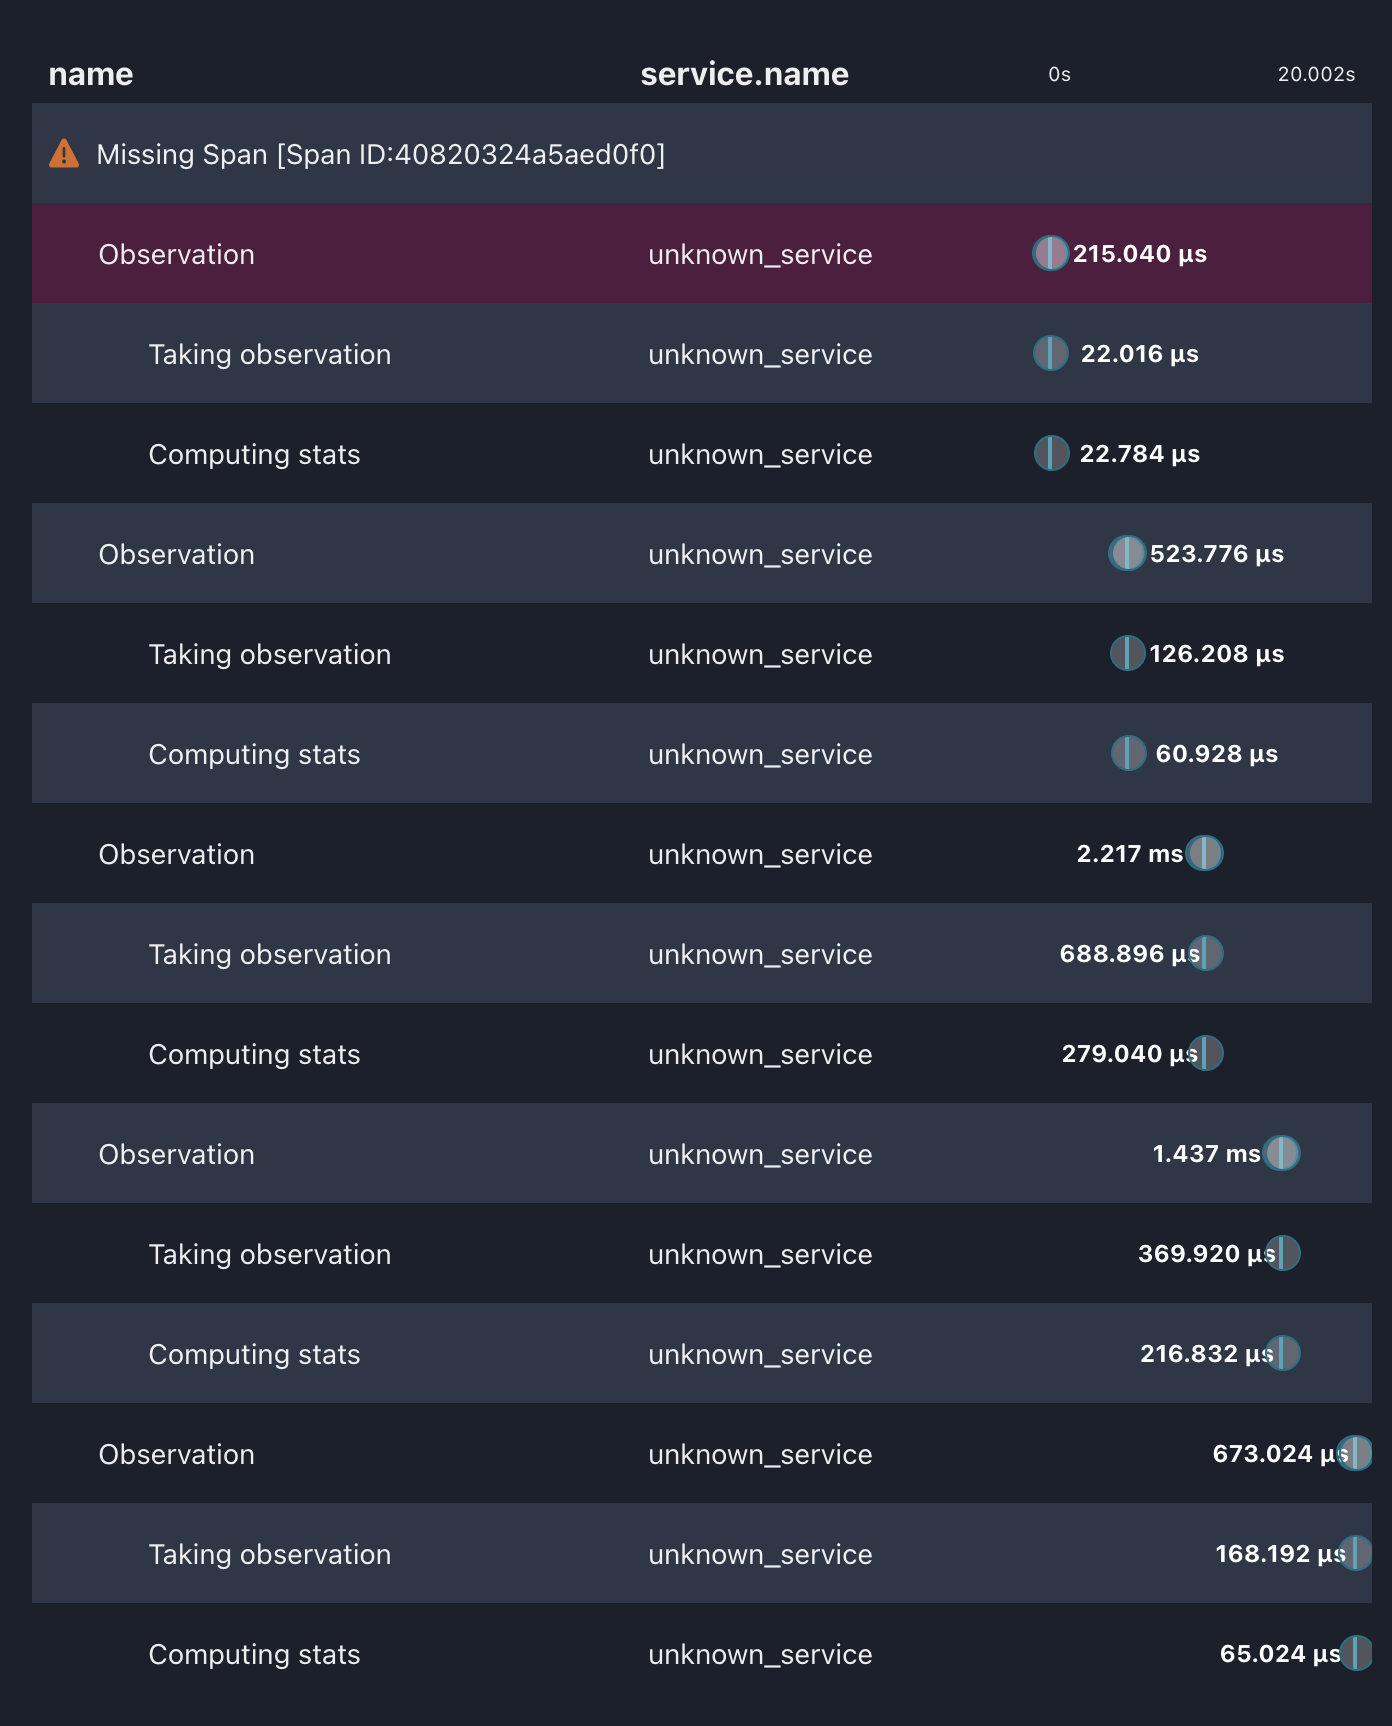 name service.name 0s 20.002s
Missing Span [Span ID:40820324a5aed0f0]
Observation unknown_service 215.040 µs
Taking observation unknown_service 22.016 µs
Computing stats unknown_service 22.784 µs
Observation unknown_service 523.776 µs
Taking observation unknown_service 126.208 µs
Computing stats unknown_service 60.928 µs
Observation unknown_service 2.217 ms
Taking observation unknown_service 688.896 µs
Computing stats unknown_service 279.040 µs
Observation unknown_service 1.437 ms
Taking observation unknown_service 369.920 µs
Computing stats unknown_service 216.832 µs
Observation unknown_service 673.024 µs
Taking observation unknown_service 168.192 µs
Computing stats unknown_service 65.024 µs